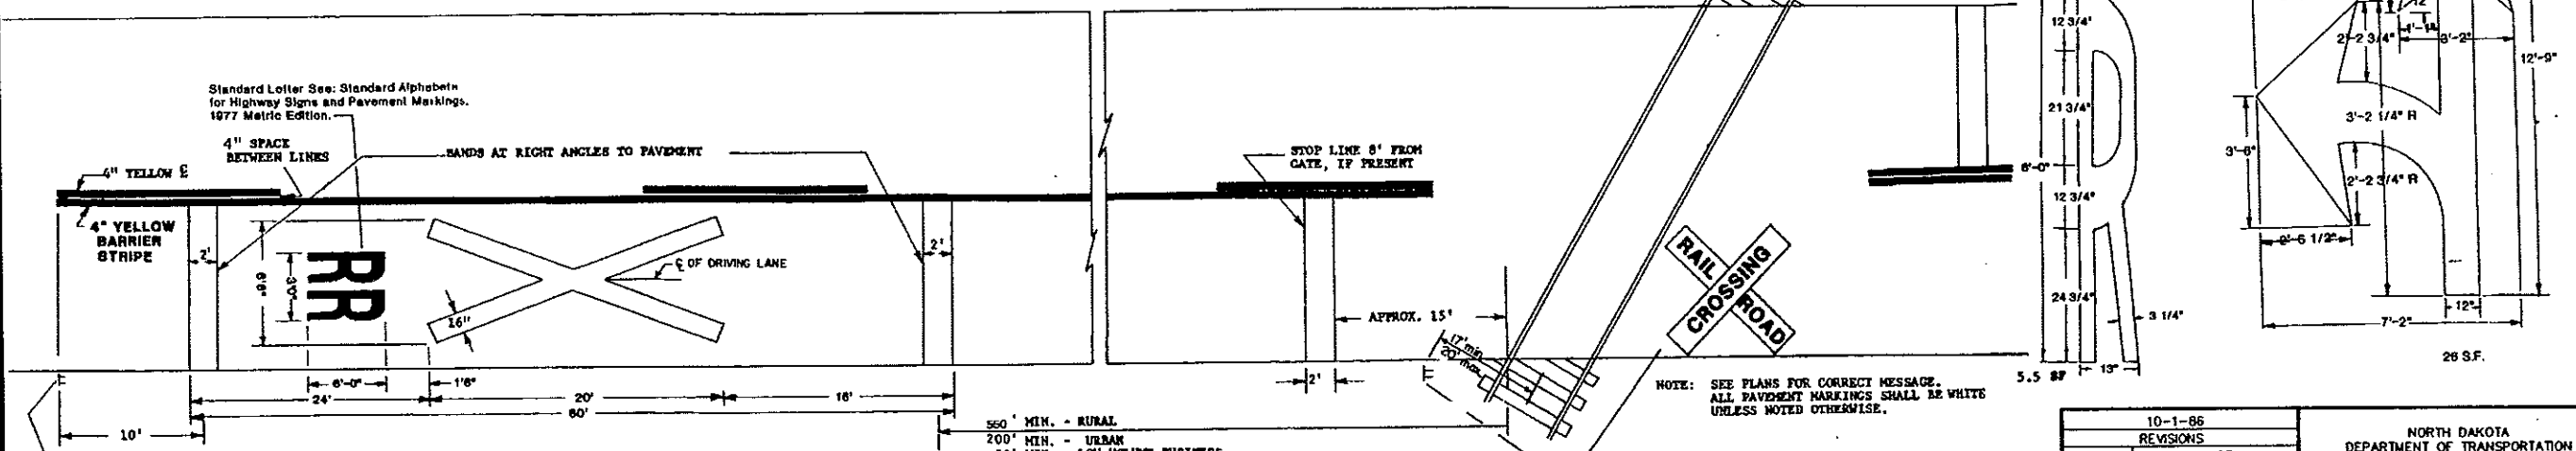 Standard Letter See: Standard Alphabets
for Highway Signs and Pavement Markings.
1977 Metric Edition.
4" SPACE
BETWEEN LINES
BANDS AT RIGHT ANGLES TO PAVEMENT
4" YELLOW ℄
4" YELLOW
BARRIER
STRIPE
2'
RR
3'0"
16"
℄ OF DRIVING LANE
2'
STOP LINE 8' FROM
GATE, IF PRESENT
APPROX. 15'
2'
17' min
20' max
RAIL ROAD
CROSSING
6'-0"
1'6"
24'
20'
16'
60'
10'
550' MIN. - RURAL
200' MIN. - URBAN
NOTE: SEE PLANS FOR CORRECT MESSAGE.
ALL PAVEMENT MARKINGS SHALL BE WHITE
UNLESS NOTED OTHERWISE.
12 3/4"
21 3/4"
6'-0"
12 3/4"
24 3/4"
3 1/4"
5.5 SF
13"
12"
1'-1"
2'-2 3/4"
3'-2"
12'-9"
3'-2 1/4" R
3'-6"
2'-2 3/4" R
2'-6 1/2"
12"
7'-2"
26 S.F.
10-1-86
REVISIONS
NORTH DAKOTA
DEPARTMENT OF TRANSPORTATION